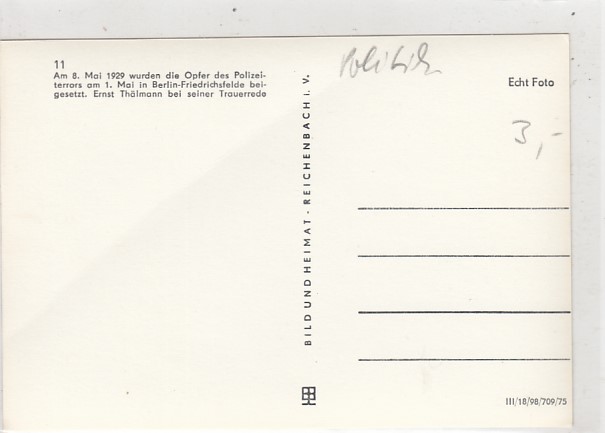 11
Am 8. Mai 1929 wurden die Opfer des Polizei-
terrors am 1. Mai in Berlin-Friedrichsfelde bei-
gesetzt. Ernst Thälmann bei seiner Trauerrede
BILD UND HEIMAT · REICHENBACH I. V.
Politik
Echt Foto
3,-
III/18/98/709/75